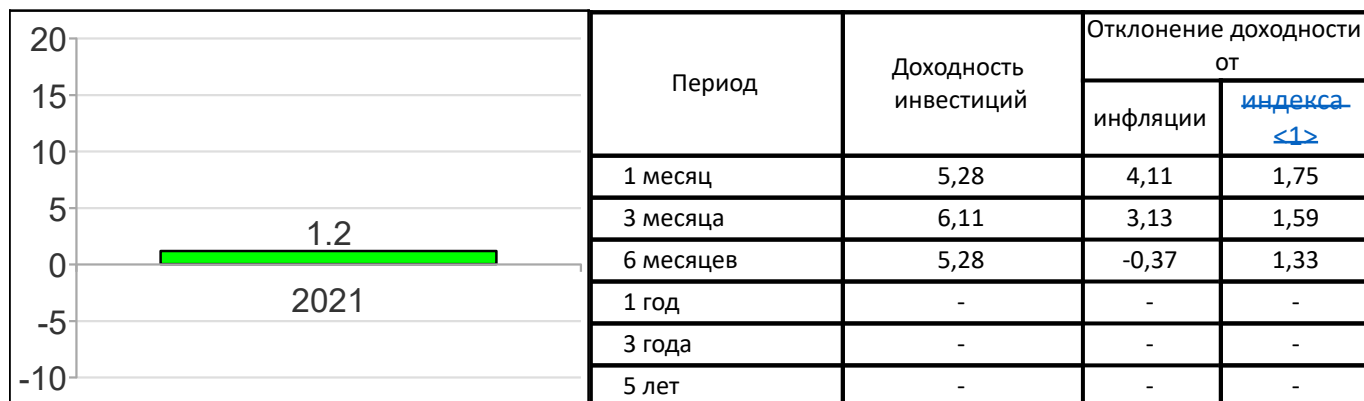 20
15
10
5
0
-5
-10
1.2
2021
Период
Доходность
инвестиций
Отклонение доходности
от
инфляции
индекса
<1>
1 месяц 5,28 4,11 1,75
3 месяца 6,11 3,13 1,59
6 месяцев 5,28 -0,37 1,33
1 год - - -
3 года - - -
5 лет - - -